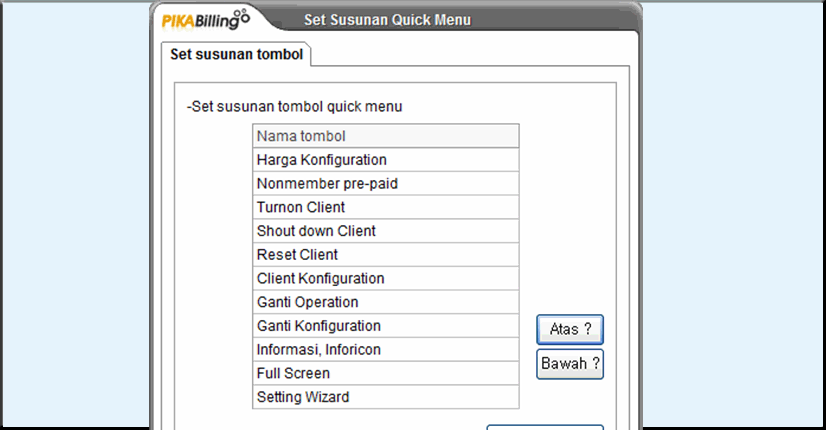 PIKABilling
Set Susunan Quick Menu
Set susunan tombol
-Set susunan tombol quick menu
Nama tombol
Harga Konfiguration
Nonmember pre-paid
Turnon Client
Shout down Client
Reset Client
Client Konfiguration
Ganti Operation
Ganti Konfiguration
Informasi, Inforicon
Full Screen
Setting Wizard
Atas ?
Bawah ?